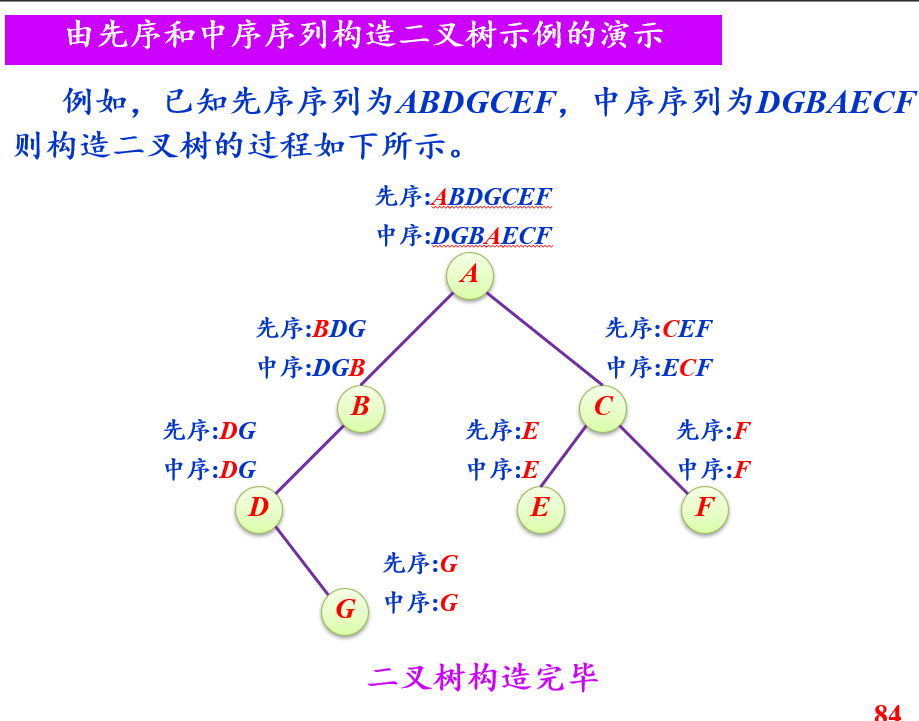 由先序和中序序列构造二叉树示例的演示
例如，已知先序序列为ABDGCEF，中序序列为DGBAECF
则构造二叉树的过程如下所示。
先序:ABDGCEF
中序:DGBAECF
A
先序:BDG
中序:DGB
先序:CEF
中序:ECF
B
C
先序:DG
中序:DG
先序:E
中序:E
先序:F
中序:F
D
E
F
先序:G
中序:G
G
二叉树构造完毕
84